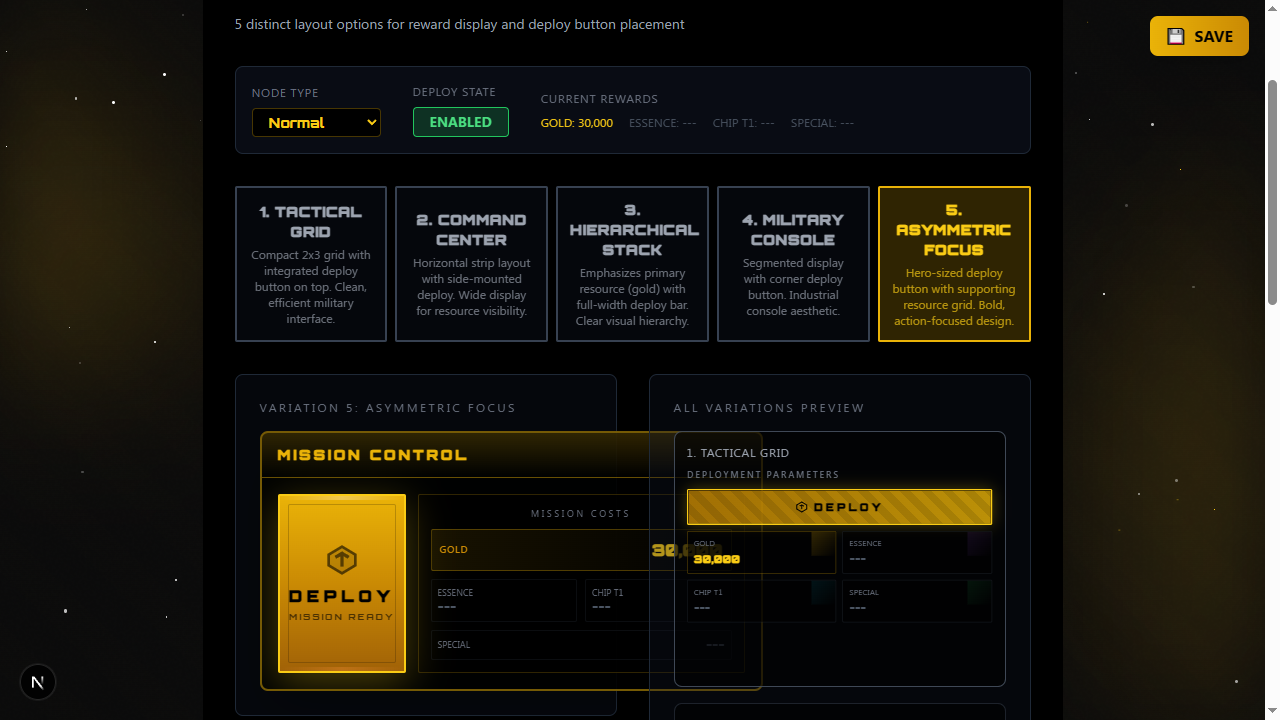 5 distinct layout options for reward display and deploy button placement
💾 SAVE
NODE TYPE
Normal
DEPLOY STATE
ENABLED
CURRENT REWARDS
GOLD: 30,000
ESSENCE: ---
CHIP T1: ---
SPECIAL: ---
1. TACTICAL
GRID
Compact 2x3 grid with
integrated deploy
button on top. Clean,
efficient military
interface.
2. COMMAND
CENTER
Horizontal strip layout
with side-mounted
deploy. Wide display
for resource visibility.
3.
HIERARCHICAL
STACK
Emphasizes primary
resource (gold) with
full-width deploy bar.
Clear visual hierarchy.
4. MILITARY
CONSOLE
Segmented display
with corner deploy
button. Industrial
console aesthetic.
5.
ASYMMETRIC
FOCUS
Hero-sized deploy
button with supporting
resource grid. Bold,
action-focused design.
VARIATION 5: ASYMMETRIC FOCUS
MISSION CONTROL
DEPLOY
MISSION READY
MISSION COSTS
GOLD
30,000
ESSENCE
---
CHIP T1
---
SPECIAL
---
ALL VARIATIONS PREVIEW
1. TACTICAL GRID
DEPLOYMENT PARAMETERS
DEPLOY
GOLD
30,000
ESSENCE
---
CHIP T1
---
SPECIAL
---
N